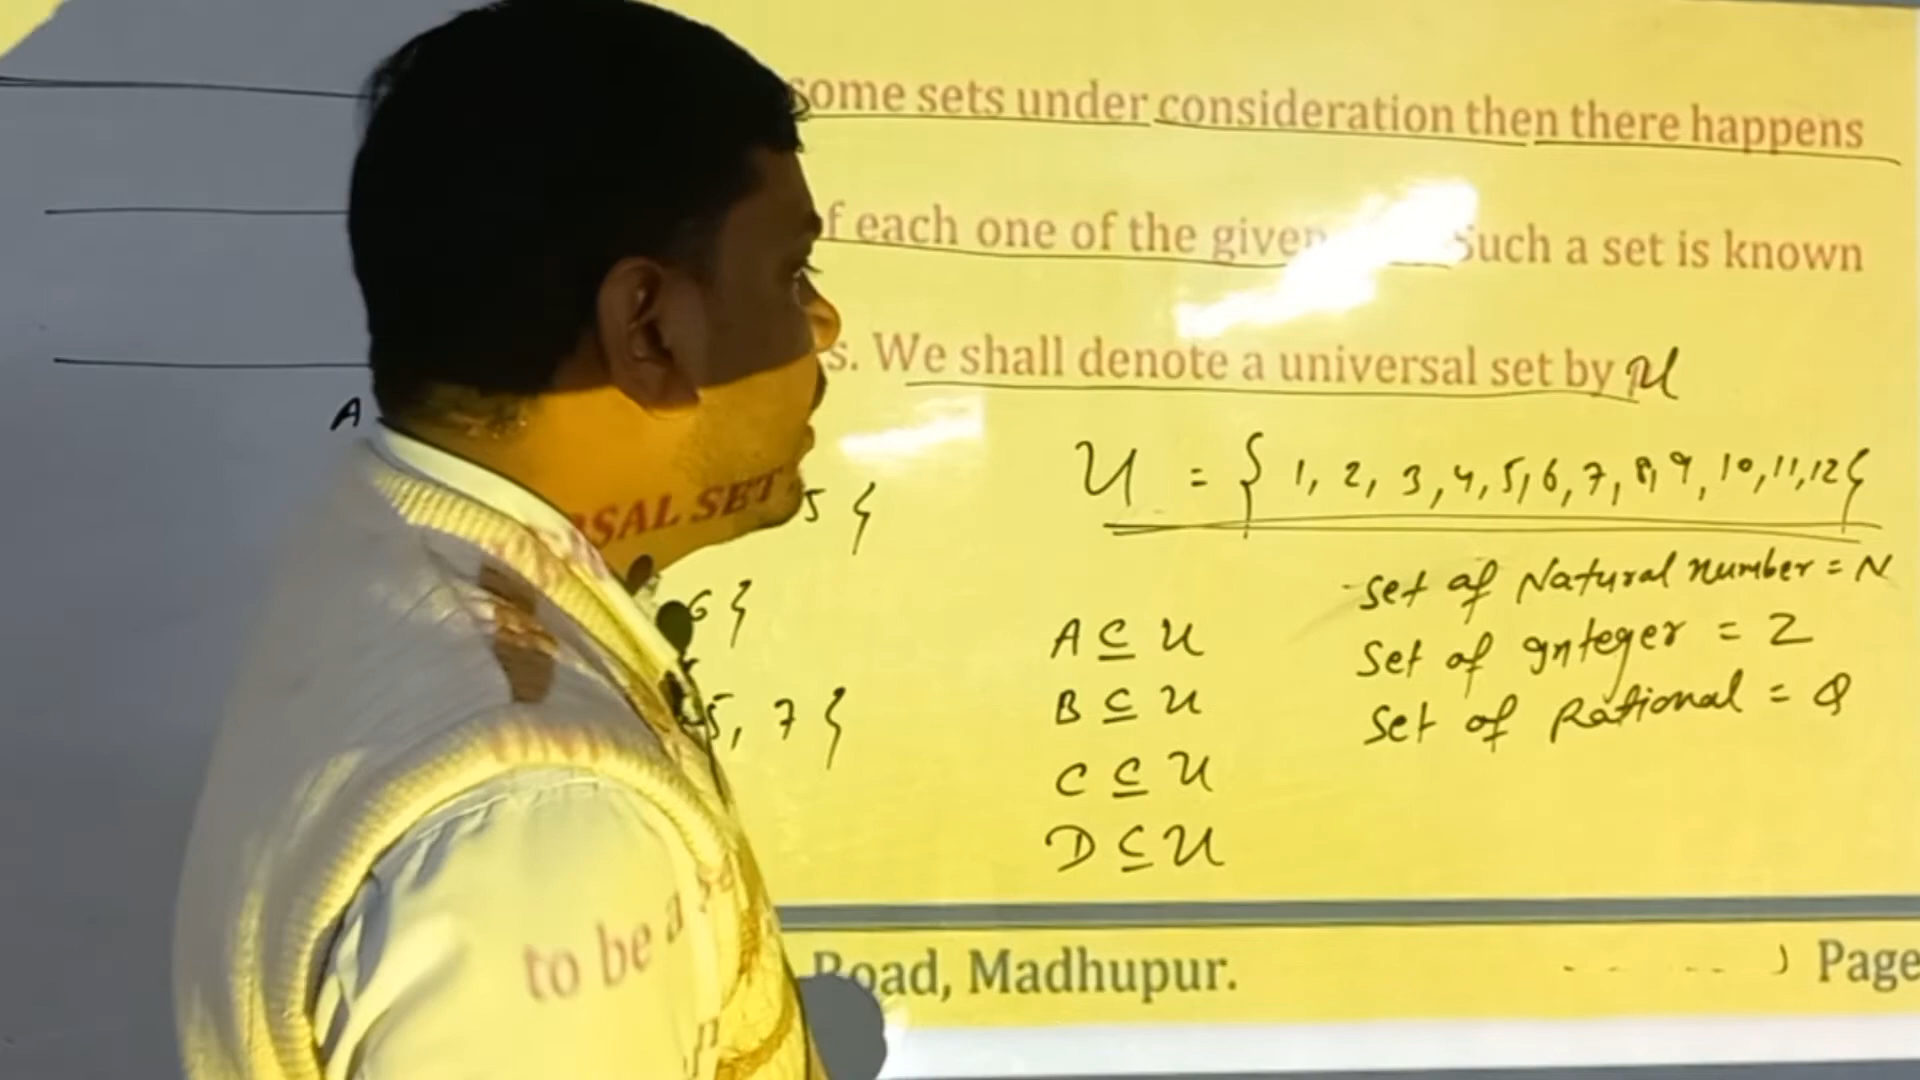 some sets under consideration then there happens
f each one of the given Such a set is known
s. We shall denote a universal set by U
A
RSAL SET
5 }
U = { 1, 2, 3, 4, 5, 6, 7, 8, 9, 10, 11, 12 }
Set of Natural number = N
6 }
A ⊆ U
Set of Integer = Z
5, 7 }
B ⊆ U
Set of Rational = Q
C ⊆ U
D ⊆ U
to be a se
Road, Madhupur.
) Page